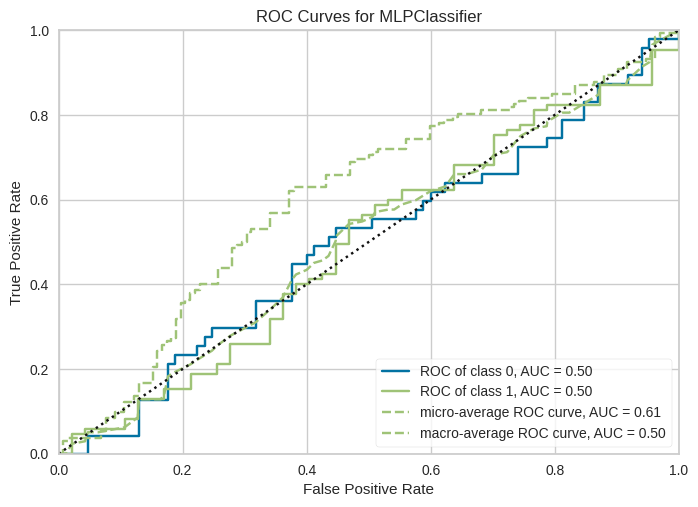 ROC Curves for MLPClassifier
1.0
0.8
0.6
0.4
0.2
0.0
True Positive Rate
ROC of class 0, AUC = 0.50
ROC of class 1, AUC = 0.50
micro-average ROC curve, AUC = 0.61
macro-average ROC curve, AUC = 0.50
0.0 0.2 0.4 0.6 0.8 1.0
False Positive Rate